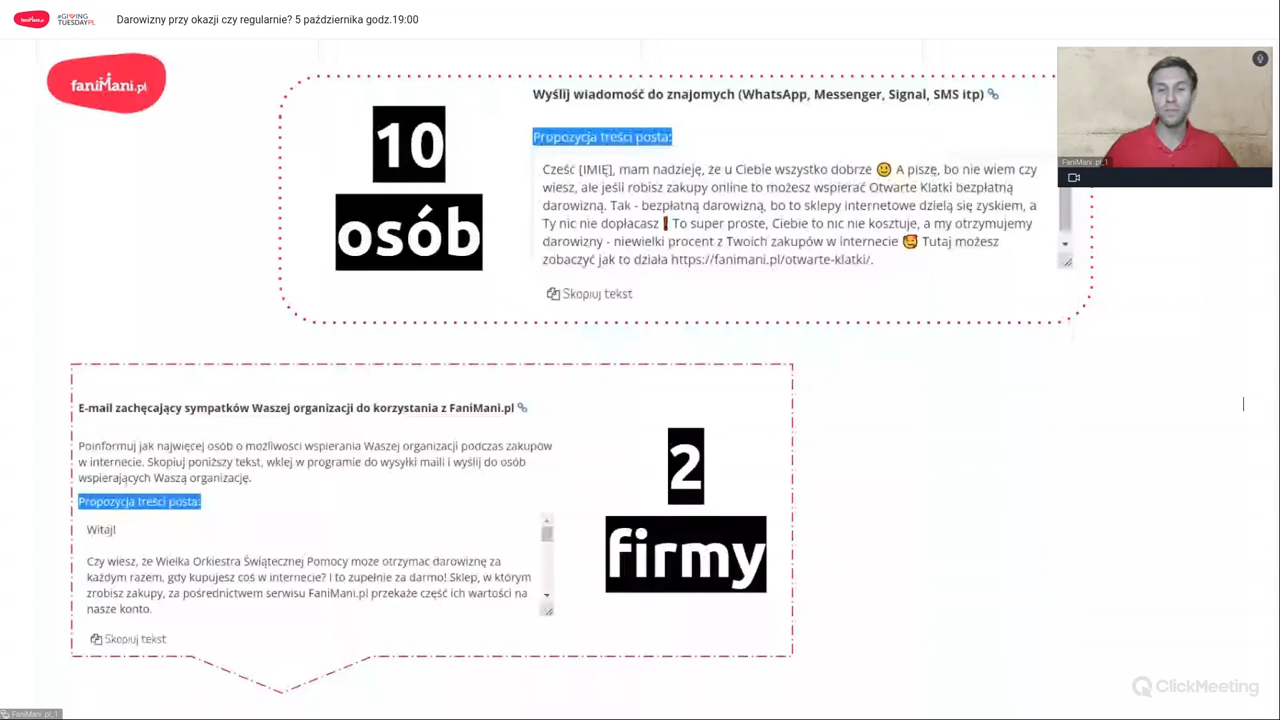 faniMani.pl
#GIVING
TUESDAYPL
Darowizny przy okazji czy regularnie? 5 października godz.19:00
faniMani.pl
10
osób
Wyślij wiadomość do znajomych (WhatsApp, Messenger, Signal, SMS itp)
Propozycja treści posta:
Cześć [IMIĘ], mam nadzieję, że u Ciebie wszystko dobrze 🙂 A piszę, bo nie wiem czy
wiesz, ale jeśli robisz zakupy online to możesz wspierać Otwarte Klatki bezpłatną
darowizną. Tak - bezpłatną darowizną, bo to sklepy internetowe dzielą się zyskiem, a
Ty nic nie dopłacasz❗ To super proste, Ciebie to nic nie kosztuje, a my otrzymujemy
darowizny - niewielki procent z Twoich zakupów w internecie 🥰 Tutaj możesz
zobaczyć jak to działa https://fanimani.pl/otwarte-klatki/.
Skopiuj tekst
FaniMani .pl_1
E-mail zachęcający sympatków Waszej organizacji do korzystania z FaniMani.pl
Poinformuj jak najwięcej osób o możliwości wspierania Waszej organizacji podczas zakupów
w internecie. Skopiuj poniższy tekst, wklej w programie do wysyłki maili i wyślij do osób
wspierających Waszą organizację.
Propozycja treści posta:
Witaj!
Czy wiesz, że Wielka Orkiestra Świątecznej Pomocy może otrzymać darowiznę za
każdym razem, gdy kupujesz coś w internecie? I to zupełnie za darmo! Sklep, w którym
zrobisz zakupy, za pośrednictwem serwisu FaniMani.pl przekaże część ich wartości na
nasze konto.
Skopiuj tekst
2
firmy
ClickMeeting
FaniMani .pl_1